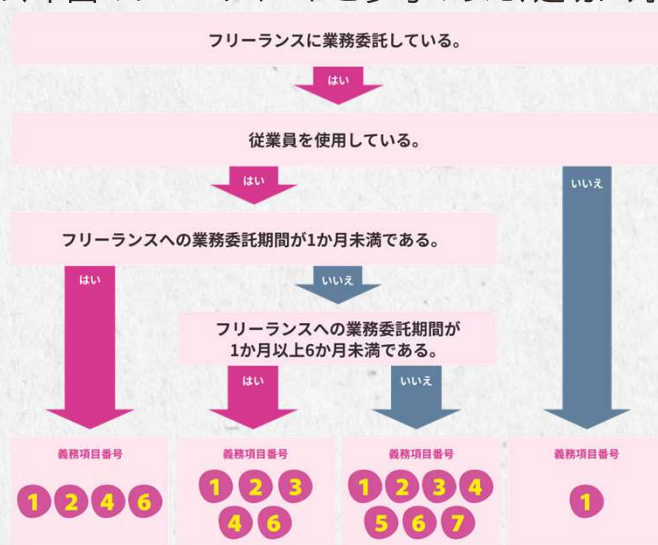 フリーランスに業務委託している。
はい
従業員を使用している。
はい
いいえ
フリーランスへの業務委託期間が1か月未満である。
はい
いいえ
フリーランスへの業務委託期間が
1か月以上6か月未満である。
はい
いいえ
義務項目番号
1 2 4 6
義務項目番号
1 2 3
4 6
義務項目番号
1 2 3 4
5 6 7
義務項目番号
1